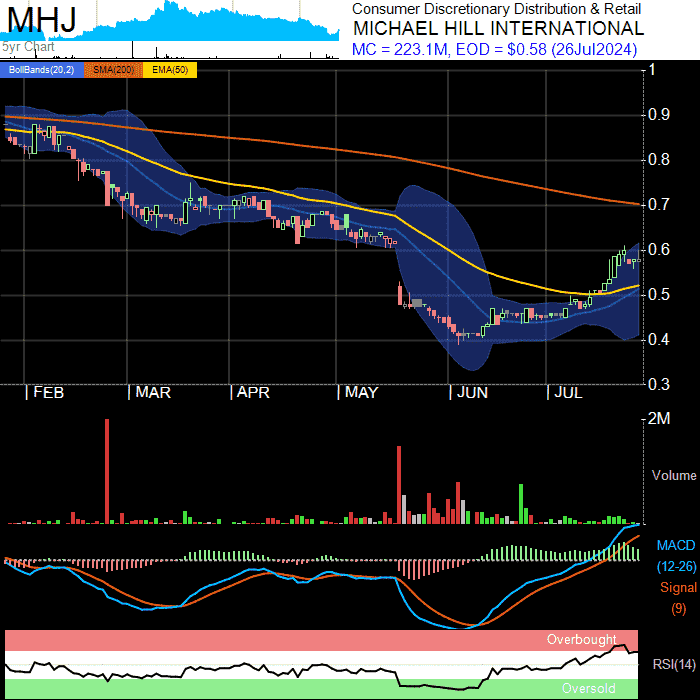 MHJ
5yr Chart
Consumer Discretionary Distribution & Retail
MICHAEL HILL INTERNATIONAL
MC = 223.1M, EOD = $0.58 (26Jul2024)
BollBands(20,2) SMA(200) EMA(50)
1
0.9
0.8
0.7
0.6
0.5
0.4
0.3
FEB MAR APR MAY JUN JUL
2M
Volume
MACD
(12-26)
Signal
(9)
Overbought
RSI(14)
Oversold